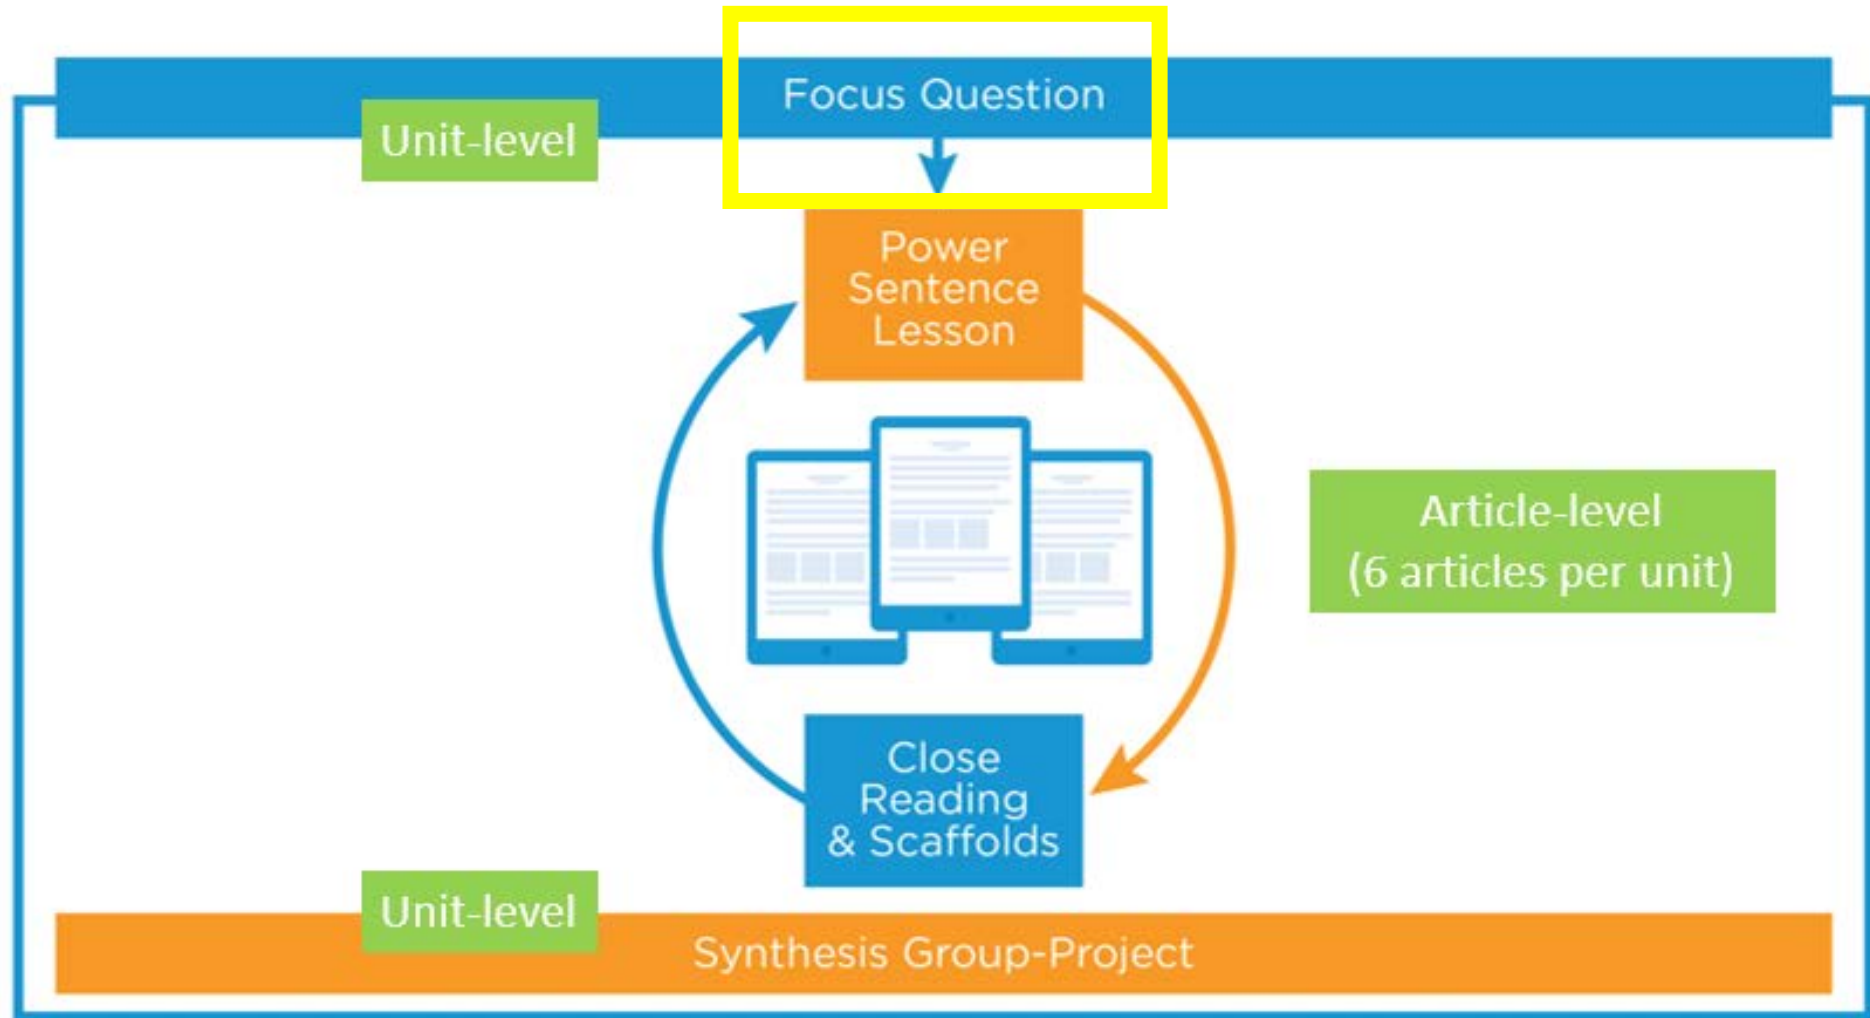 Focus Question
Unit-level
Power
Sentence
Lesson
Article-level
(6 articles per unit)
Close
Reading
& Scaffolds
Unit-level
Synthesis Group-Project